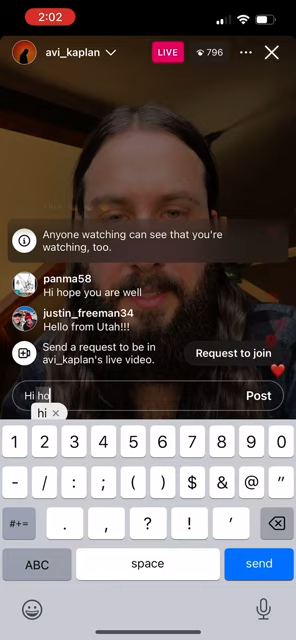 2:02
avi_kaplan
LIVE
796
Anyone watching can see that you're
watching, too.
panma58
Hi hope you are well
justin_freeman34
Hello from Utah!!!
Send a request to be in
avi_kaplan's live video.
Request to join
Hi ho
Post
hi ×
1 2 3 4 5 6 7 8 9 0
- / : ; ( ) $ & @ "
#+= . , ? ! '
ABC space send